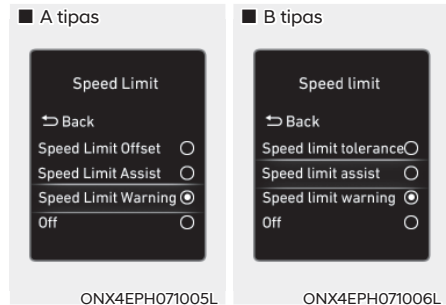 ■ A tipas
Speed Limit
Back
Speed Limit Offset
Speed Limit Assist
Speed Limit Warning
Off
ONX4EPH071005L
■ B tipas
Speed limit
Back
Speed limit tolerance
Speed limit assist
Speed limit warning
Off
ONX4EPH071006L